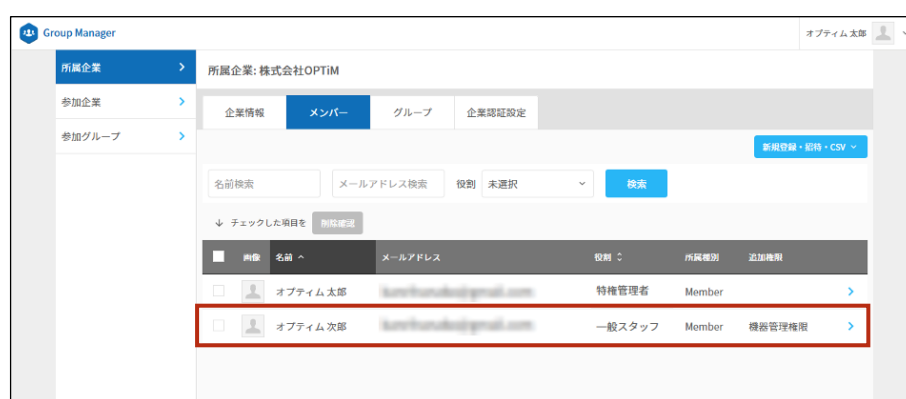 Group Manager
オプティム 太郎
所属企業
参加企業
参加グループ
所属企業: 株式会社OPTiM
企業情報 メンバー グループ 企業認証設定
新規登録・招待・CSV
名前検索 メールアドレス検索 役割 未選択 検索
チェックした項目を 削除確認
画像 名前 メールアドレス 役割 所属種別 追加権限
オプティム 太郎 特権管理者 Member
オプティム 次郎 一般スタッフ Member 機器管理権限